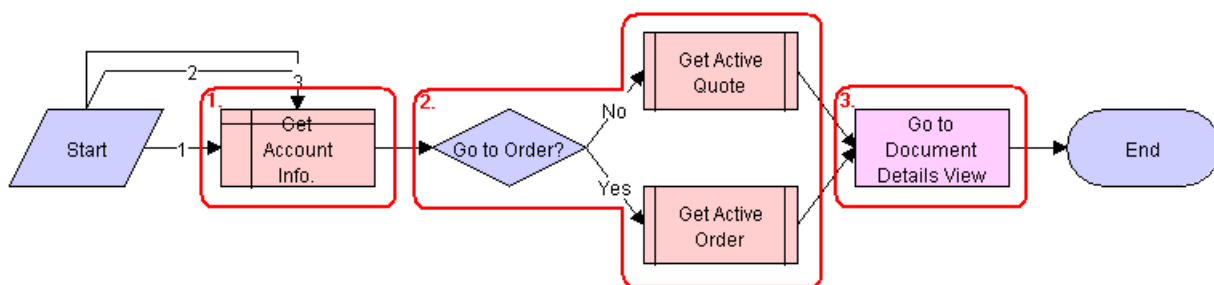 2
3
1.
2.
3.
Start
1
Get
Account
Info.
Go to Order?
No
Yes
Get Active
Quote
Get Active
Order
Go to
Document
Details View
End